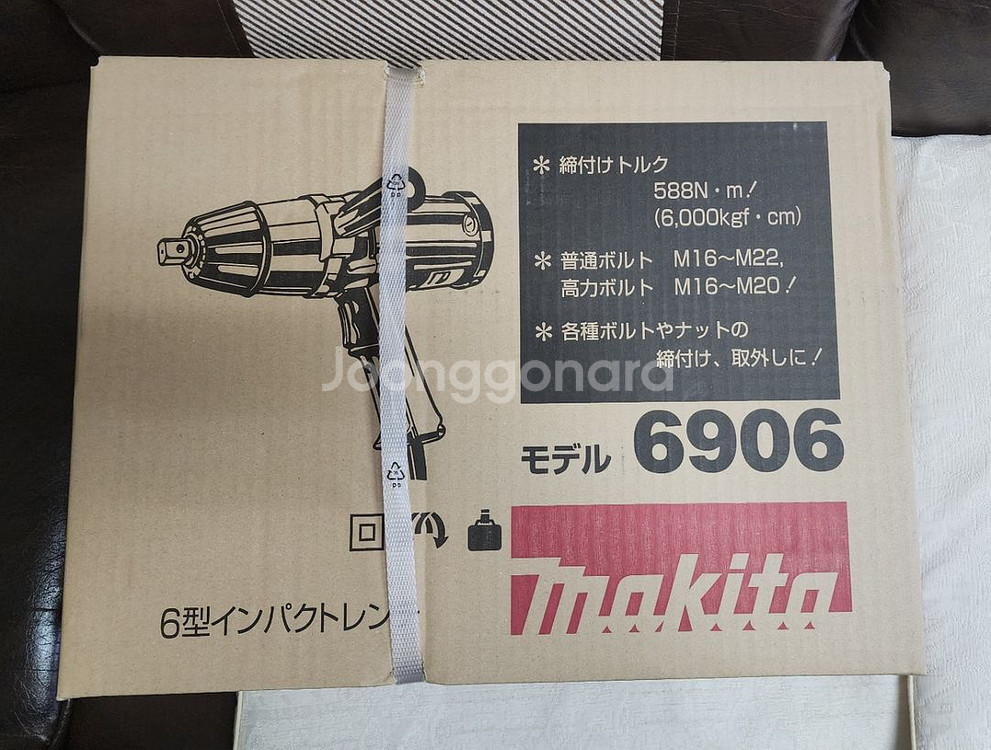 * 締付けトルク
588N・m!
(6,000kgf・cm)
* 普通ボルト M16〜M22,
高力ボルト M16〜M20!
* 各種ボルトやナットの
締付け、取外しに!
Joonggonara
モデル 6906
makita
6型インパクトレン